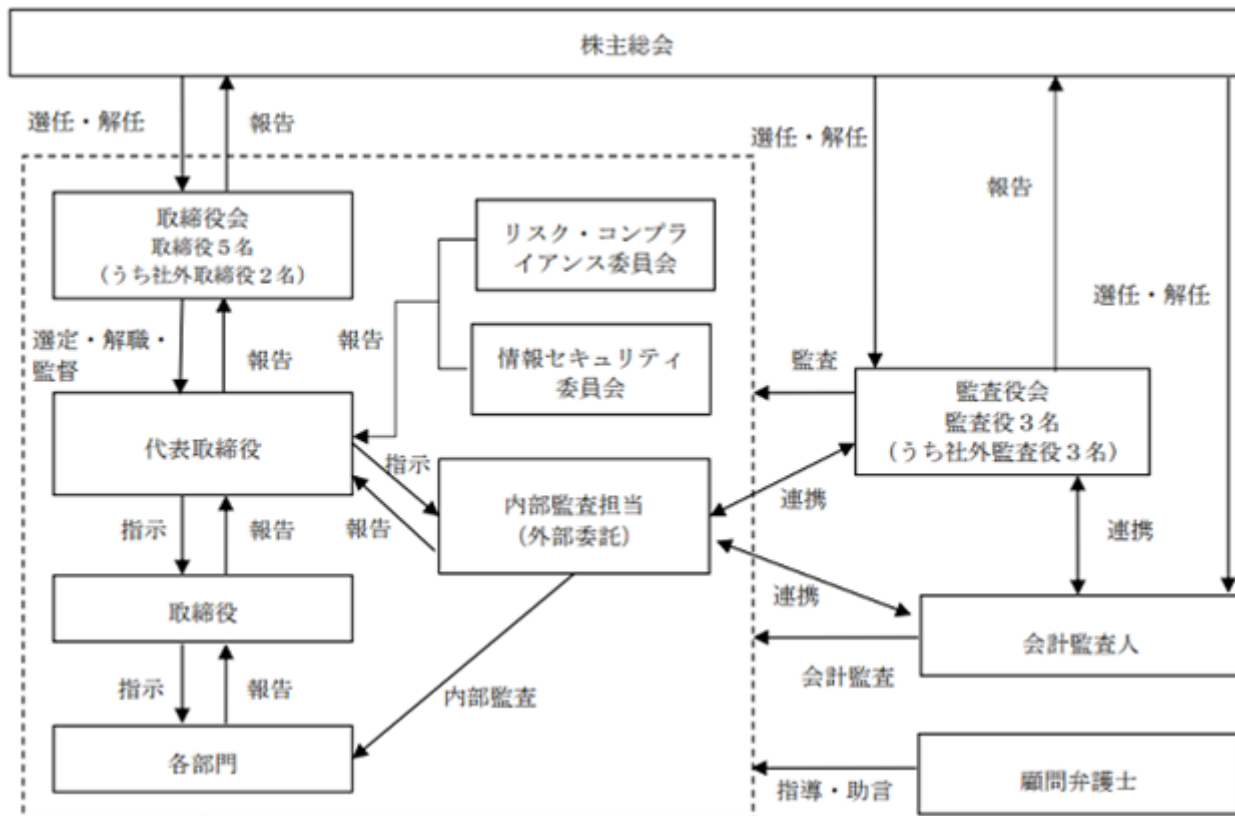 株主総会
選任・解任
報告
選任・解任
報告
選任・解任
取締役会
取締役5名
（うち社外取締役2名）
リスク・コンプラ
イアンス委員会
選定・解職・
監督
報告
報告
情報セキュリティ
委員会
監査
監査役会
監査役3名
（うち社外監査役3名）
代表取締役
指示
報告
内部監査担当
（外部委託）
連携
連携
指示
報告
取締役
連携
会計監査人
会計監査
指示
報告
内部監査
各部門
顧問弁護士
指導・助言